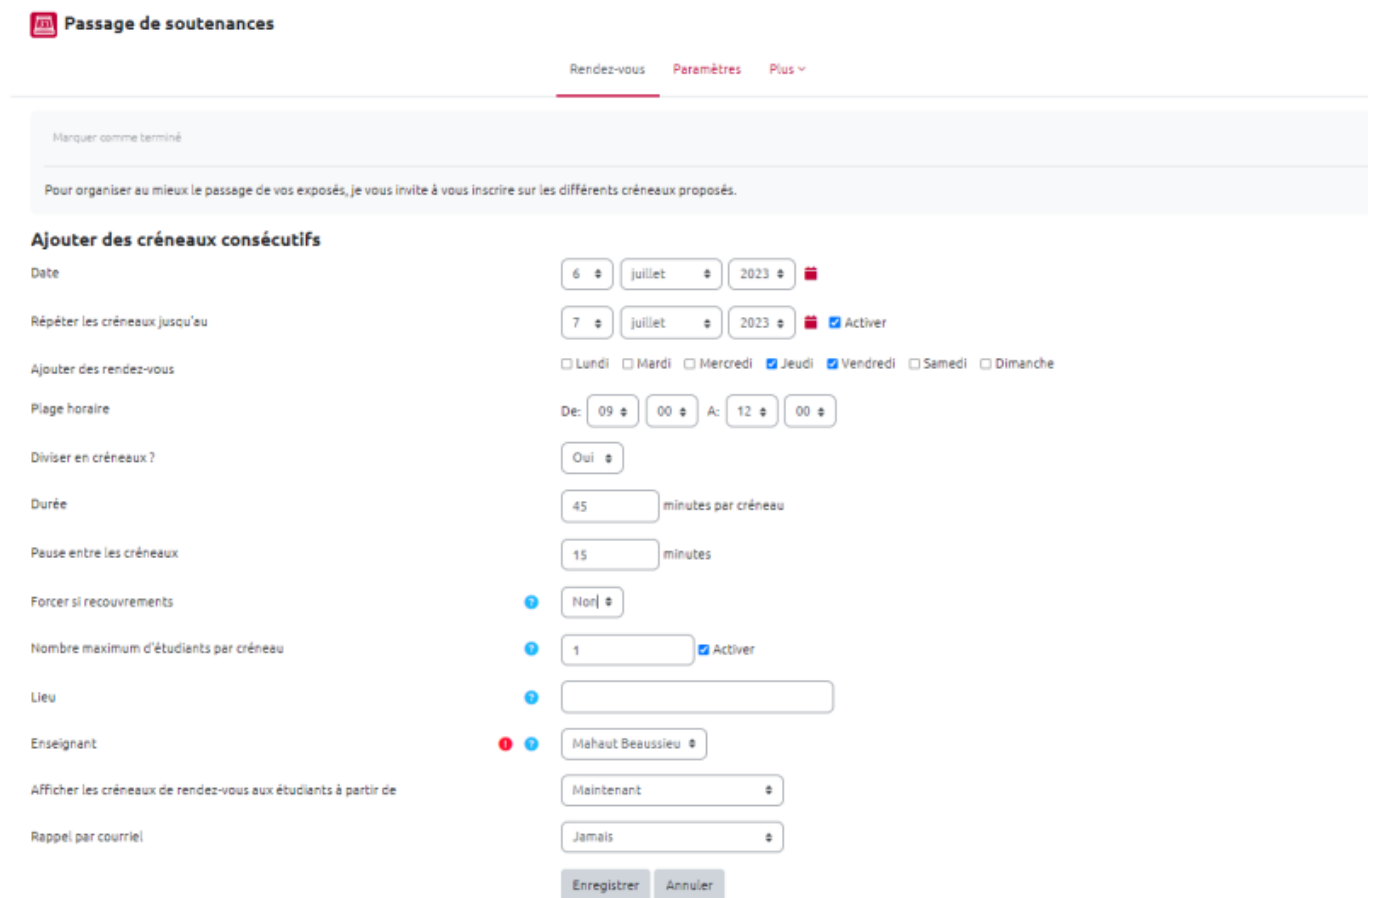 Passage de soutenances
Rendez-vous Paramètres Plus
Marquer comme terminé
Pour organiser au mieux le passage de vos exposés, je vous invite à vous inscrire sur les différents créneaux proposés.
Ajouter des créneaux consécutifs
Date 6 juillet 2023
Répéter les créneaux jusqu'au 7 juillet 2023 Activer
Ajouter des rendez-vous Lundi Mardi Mercredi Jeudi Vendredi Samedi Dimanche
Plage horaire De: 09 00 A: 12 00
Diviser en créneaux ? Oui
Durée 45 minutes par créneau
Pause entre les créneaux 15 minutes
Forcer si recouvrements ? Non
Nombre maximum d'étudiants par créneau ? 1 Activer
Lieu ?
Enseignant ! ? Mahaut Beaussieu
Afficher les créneaux de rendez-vous aux étudiants à partir de Maintenant
Rappel par courriel Jamais
Enregistrer Annuler